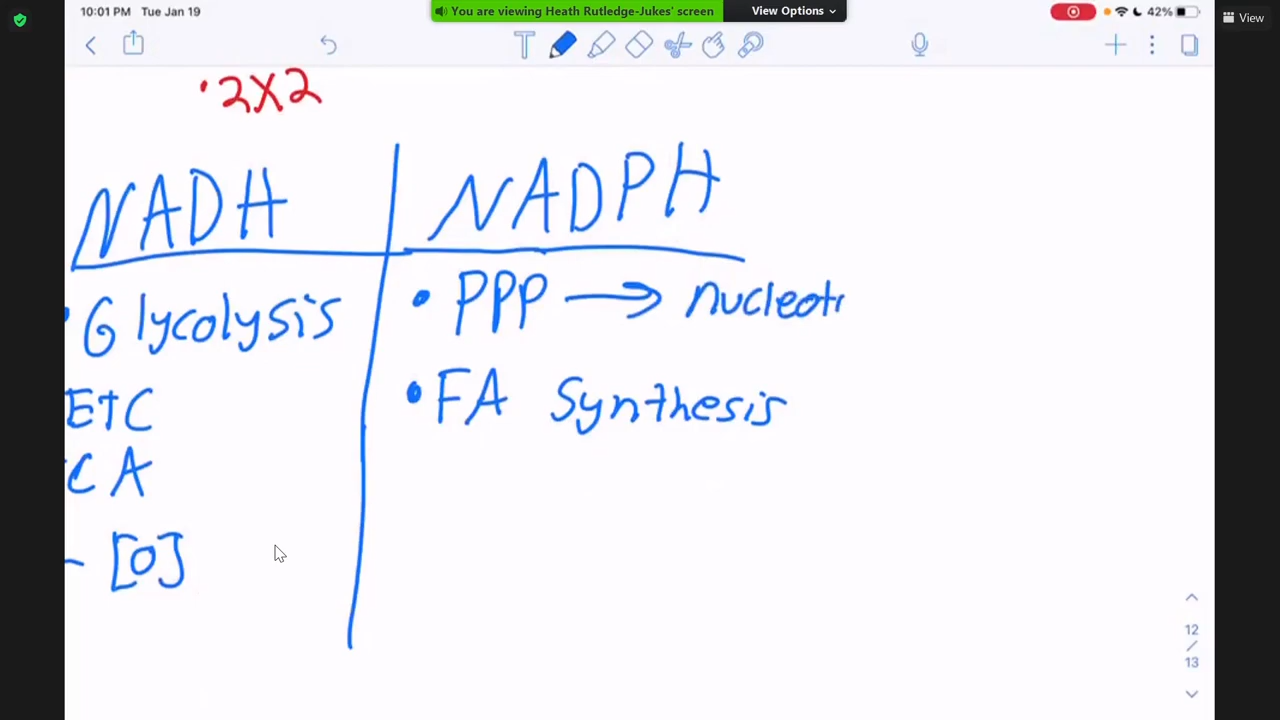 10:01 PM Tue Jan 19
You are viewing Heath Rutledge-Jukes' screen
View Options
42%
View
• 2X2
NADH
NADPH
• Glycolysis
• PPP → nucleoti
ETC
• FA Synthesis
CA
- [O]
12
/
13